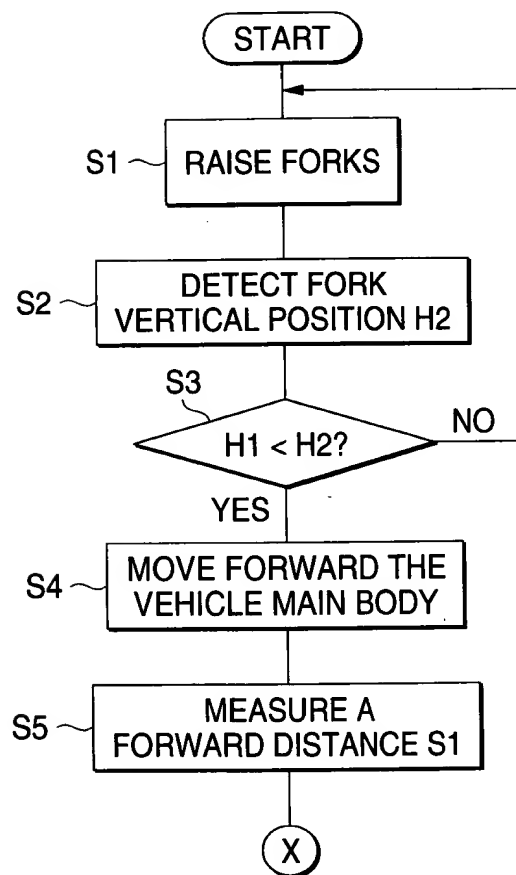 START
S1
RAISE FORKS
S2
DETECT FORK
VERTICAL POSITION H2
S3
H1 < H2?
NO
YES
S4
MOVE FORWARD THE
VEHICLE MAIN BODY
S5
MEASURE A
FORWARD DISTANCE S1
X